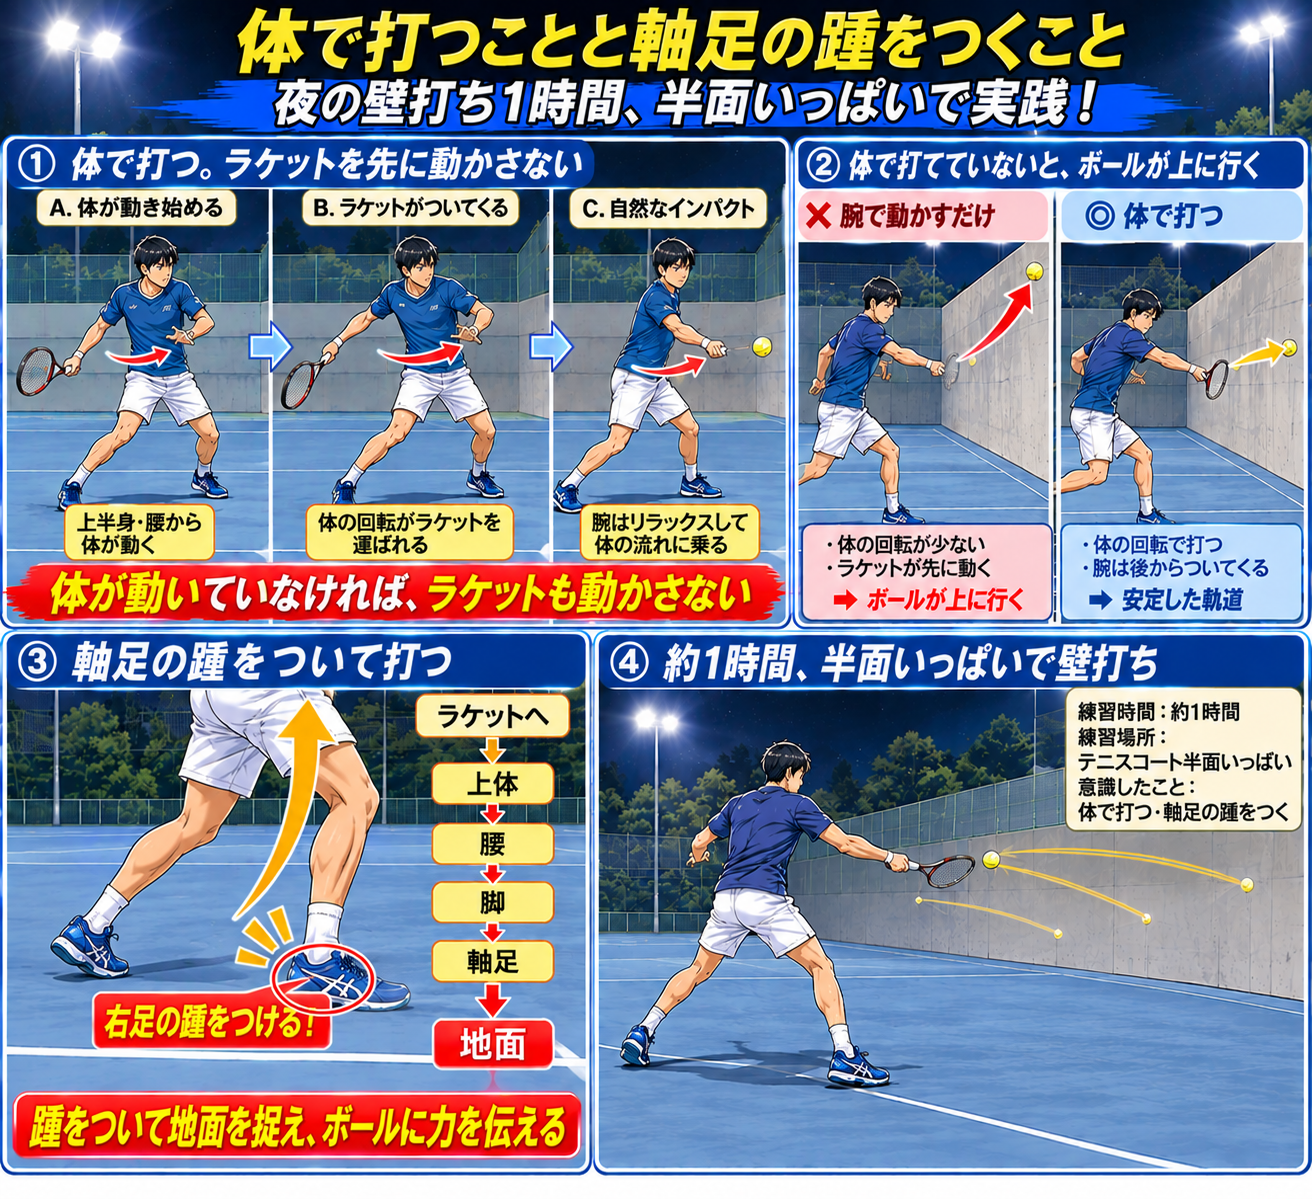 体で打つことと軸足の踵をつくこと
夜の壁打ち1時間、半面いっぱいで実践！
① 体で打つ。ラケットを先に動かさない
A. 体が動き始める
B. ラケットがついてくる
C. 自然なインパクト
上半身・腰から
体が動く
体の回転がラケットを
運ばれる
腕はリラックスして
体の流れに乗る
体が動いていなければ、ラケットも動かさない
② 体で打てていないと、ボールが上に行く
× 腕で動かすだけ
◎ 体で打つ
・体の回転が少ない
・ラケットが先に動く
➡ ボールが上に行く
・体の回転で打つ
・腕は後からついてくる
➡ 安定した軌道
③ 軸足の踵をついて打つ
ラケットへ
上体
腰
脚
軸足
地面
右足の踵をつける！
踵をついて地面を捉え、ボールに力を伝える
④ 約1時間、半面いっぱいで壁打ち
練習時間：約1時間
練習場所：
テニスコート半面いっぱい
意識したこと：
体で打つ・軸足の踵をつく